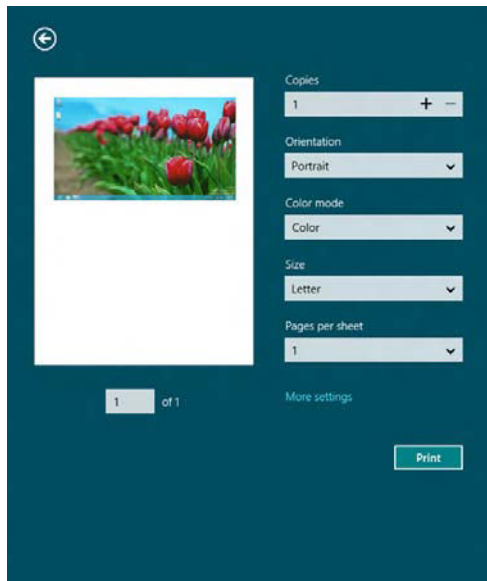 Copies
1
Orientation
Portrait
Color mode
Color
Size
Letter
Pages per sheet
1
1 of 1
More settings
Print